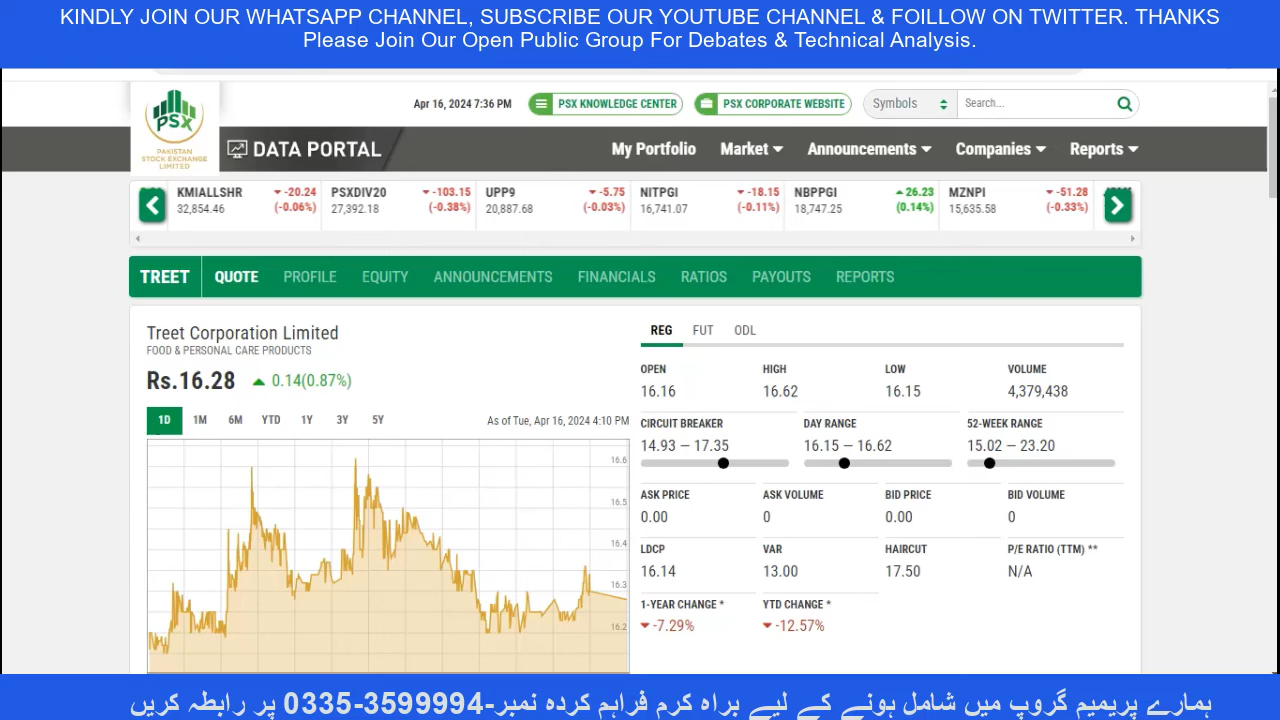 KINDLY JOIN OUR WHATSAPP CHANNEL, SUBSCRIBE OUR YOUTUBE CHANNEL & FOILLOW ON TWITTER. THANKS
Please Join Our Open Public Group For Debates & Technical Analysis.
PSX
PAKISTAN
STOCK EXCHANGE
LIMITED
Apr 16, 2024 7:36 PM
PSX KNOWLEDGE CENTER
PSX CORPORATE WEBSITE
Symbols
Search...
DATA PORTAL
My Portfolio Market Announcements Companies Reports
KMIALLSHR -20.24
32,854.46 (-0.06%)
PSXDIV20 -103.15
27,392.18 (-0.38%)
UPP9 -5.75
20,887.68 (-0.03%)
NITPGI -18.15
16,741.07 (-0.11%)
NBPPGI 26.23
18,747.25 (0.14%)
MZNPI -51.28
15,635.58 (-0.33%)
TREET QUOTE PROFILE EQUITY ANNOUNCEMENTS FINANCIALS RATIOS PAYOUTS REPORTS
Treet Corporation Limited
FOOD & PERSONAL CARE PRODUCTS
Rs.16.28 0.14(0.87%)
1D 1M 6M YTD 1Y 3Y 5Y
As of Tue, Apr 16, 2024 4:10 PM
16.6
16.5
16.4
16.3
16.2
REG FUT ODL
OPEN HIGH LOW VOLUME
16.16 16.62 16.15 4,379,438
CIRCUIT BREAKER DAY RANGE 52-WEEK RANGE
14.93 — 17.35 16.15 — 16.62 15.02 — 23.20
ASK PRICE ASK VOLUME BID PRICE BID VOLUME
0.00 0 0.00 0
LDCP VAR HAIRCUT P/E RATIO (TTM) **
16.14 13.00 17.50 N/A
1-YEAR CHANGE * YTD CHANGE *
-7.29% -12.57%
ہمارے پریمیم گروپ میں شامل ہونے کے لیے براہ کرم فراہم کردہ نمبر-0335-3599994 پر رابطہ کریں